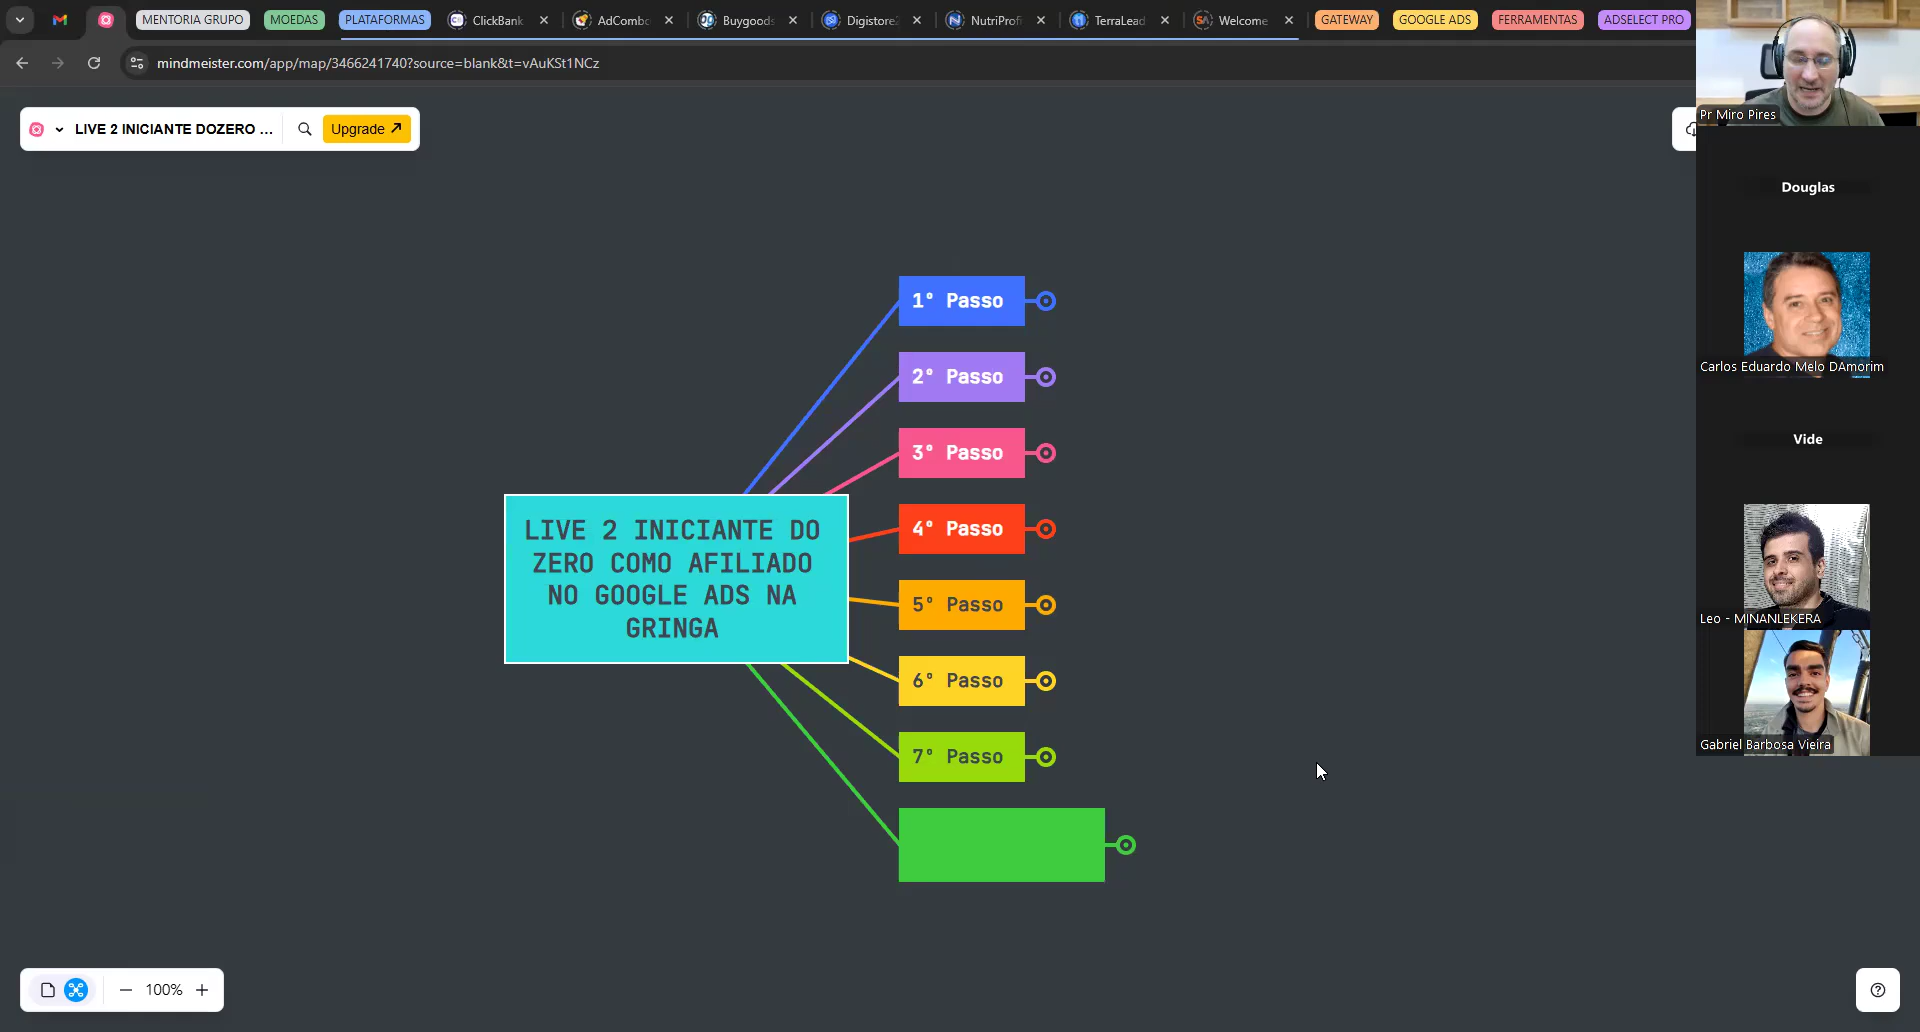 MENTORIA GRUPO
MOEDAS
PLATAFORMAS
ClickBank
AdCombo
Buygoods
Digistore2
NutriProfi
TerraLead
Welcome
GATEWAY
GOOGLE ADS
FERRAMENTAS
ADSELECT PRO
mindmeister.com/app/map/3466241740?source=blank&t=vAuKSt1NCz
LIVE 2 INICIANTE DOZERO ...
Upgrade
Pr Miro Pires
Douglas
Carlos Eduardo Melo DAmorim
Vide
Leo - MINANLEKERA
Gabriel Barbosa Vieira
1° Passo
2° Passo
3° Passo
4° Passo
5° Passo
6° Passo
7° Passo
LIVE 2 INICIANTE DO
ZERO COMO AFILIADO
NO GOOGLE ADS NA
GRINGA
100%